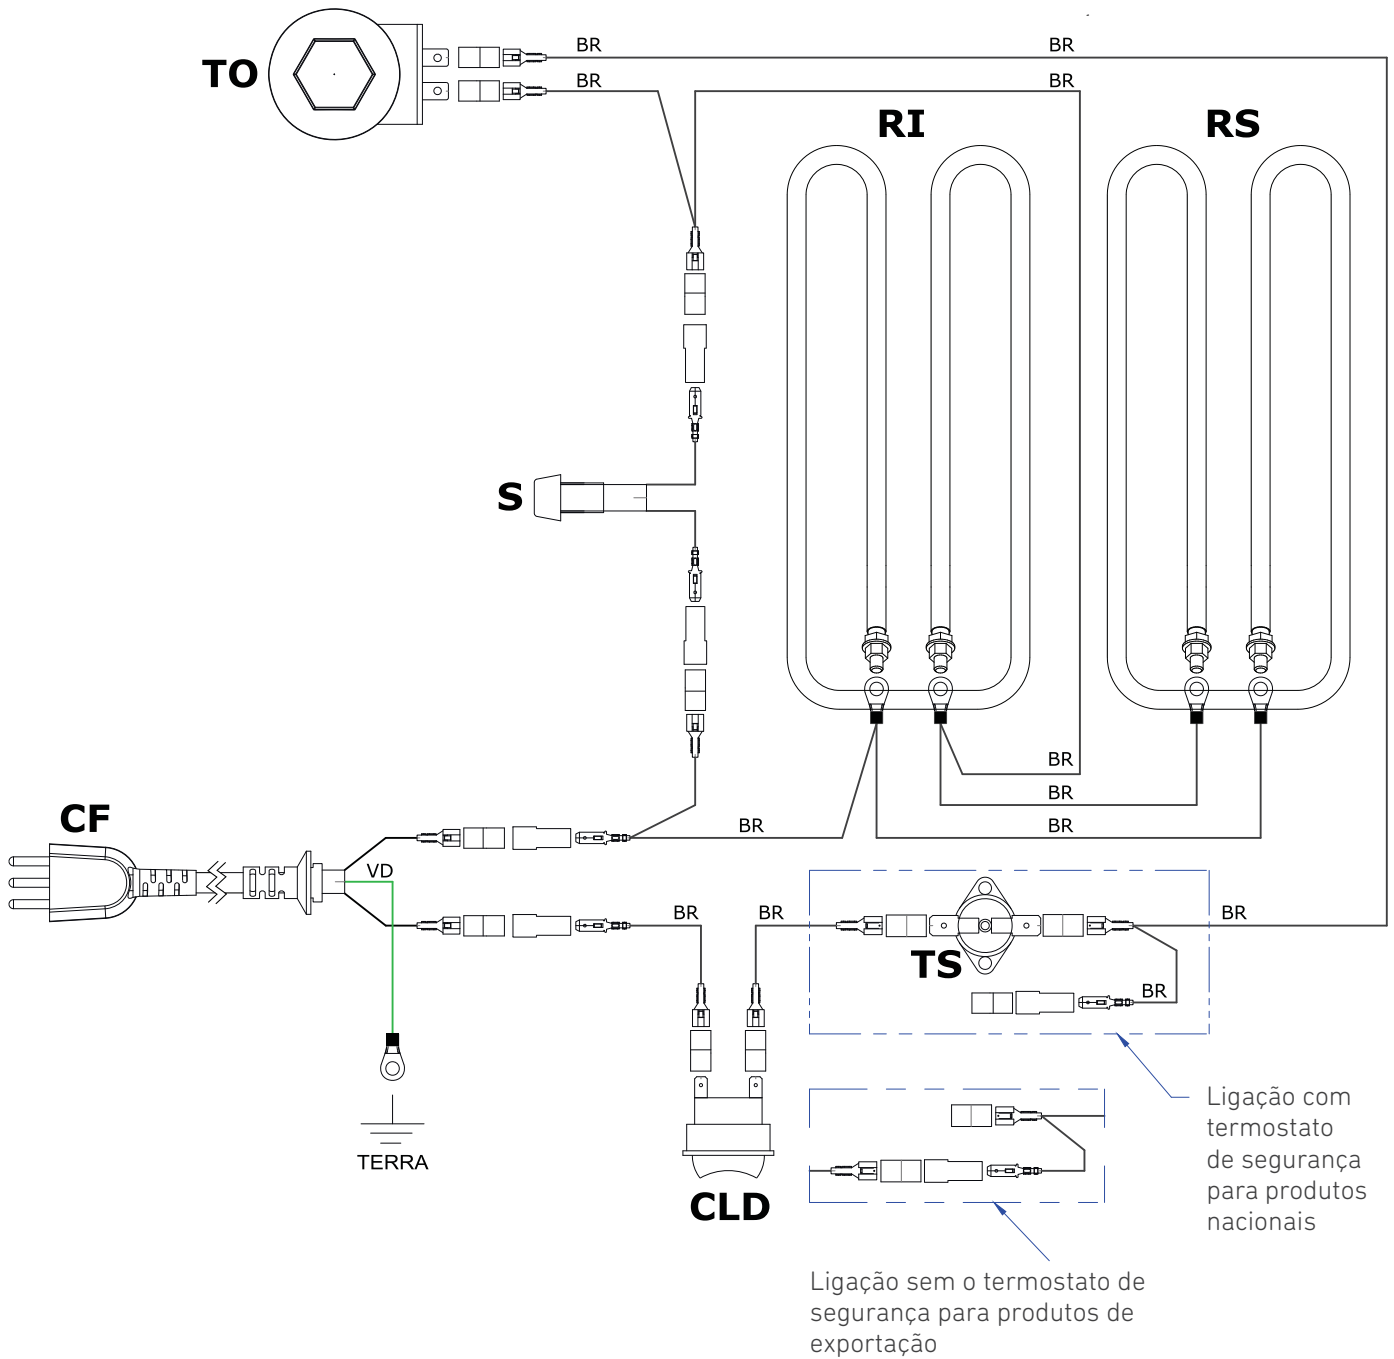 BR
BR
TO
BR
BR
RI
RS
S
BR
BR
CF
BR
BR
VD
BR
BR
BR
TS
BR
TERRA
CLD
Ligação com
termostato
de segurança
para produtos
nacionais
Ligação sem o termostato de
segurança para produtos de
exportação